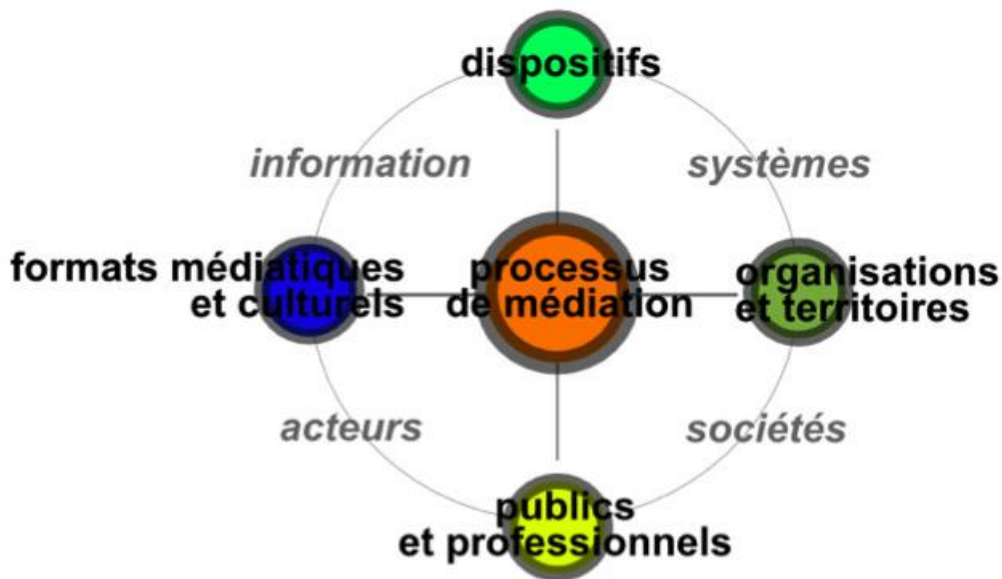 dispositifs
information
systèmes
formats médiatiques
et culturels
processus
de médiation
organisations
et territoires
acteurs
sociétés
publics
et professionnels